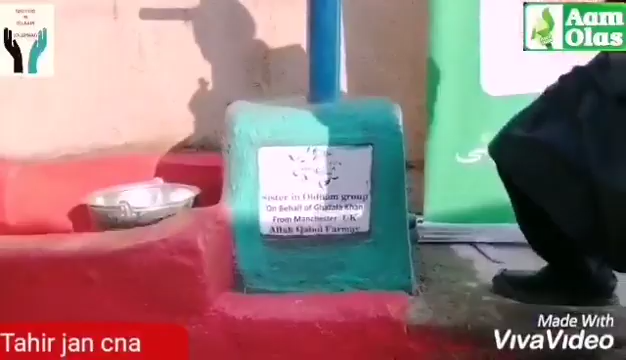 Aam
Olas
Sister in Oldham group
On Behalf of Ghazala Khan
From Manchester UK
Allah Qabol Farmay
Tahir jan cna
Made With
VivaVideo